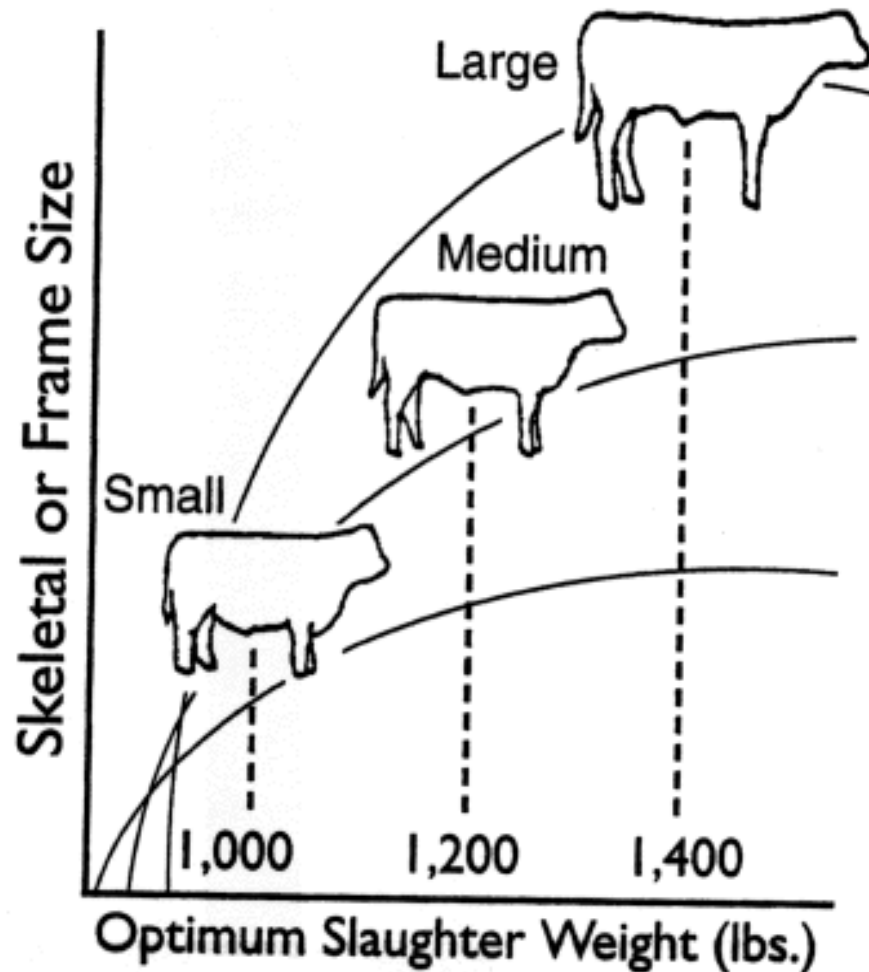 Large
Medium
Small
Skeletal or Frame Size
1,000 1,200 1,400
Optimum Slaughter Weight (lbs.)